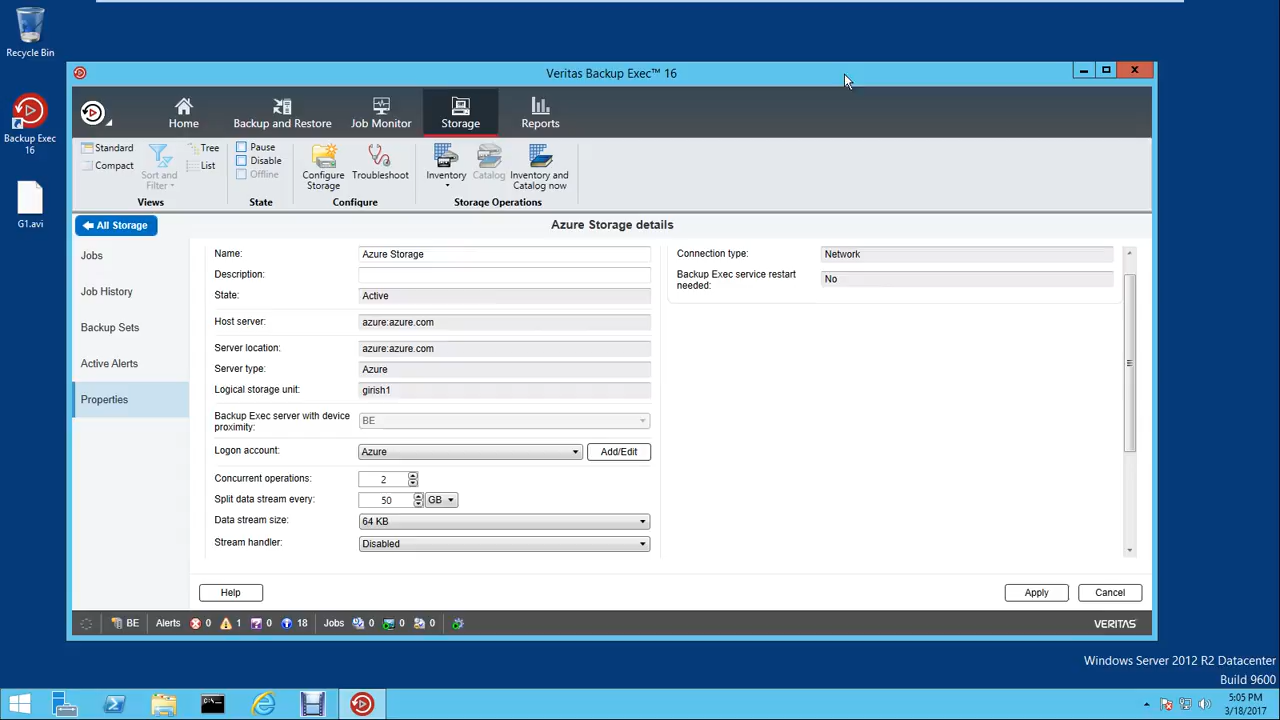 Recycle Bin
Backup Exec
16
G1.avi
Veritas Backup Exec™ 16
Home
Backup and Restore
Job Monitor
Storage
Reports
Standard
Compact
Sort and
Filter
Tree
List
Views
Pause
Disable
Offline
State
Configure
Storage
Troubleshoot
Configure
Inventory
Catalog
Inventory and
Catalog now
Storage Operations
All Storage
Azure Storage details
Jobs
Job History
Backup Sets
Active Alerts
Properties
Name: Azure Storage
Description:
State: Active
Host server: azure:azure.com
Server location: azure:azure.com
Server type: Azure
Logical storage unit: girish1
Backup Exec server with device
proximity: BE
Logon account: Azure Add/Edit
Concurrent operations: 2
Split data stream every: 50 GB
Data stream size: 64 KB
Stream handler: Disabled
Connection type: Network
Backup Exec service restart
needed: No
Help Apply Cancel
BE Alerts 0 1 0 18 Jobs 0 0 0 VERITAS
Windows Server 2012 R2 Datacenter
Build 9600
5:05 PM
3/18/2017